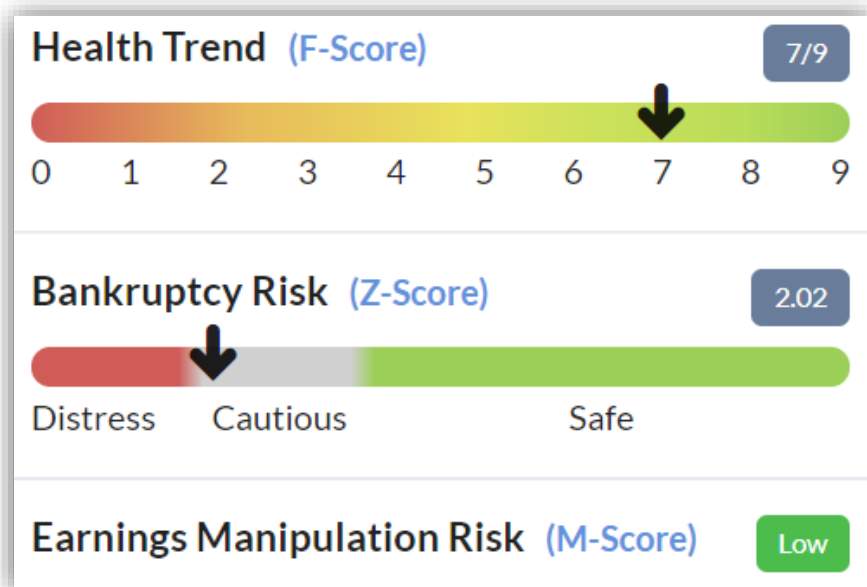 Health Trend (F-Score) 7/9
0 1 2 3 4 5 6 7 8 9
Bankruptcy Risk (Z-Score) 2.02
Distress Cautious Safe
Earnings Manipulation Risk (M-Score) Low